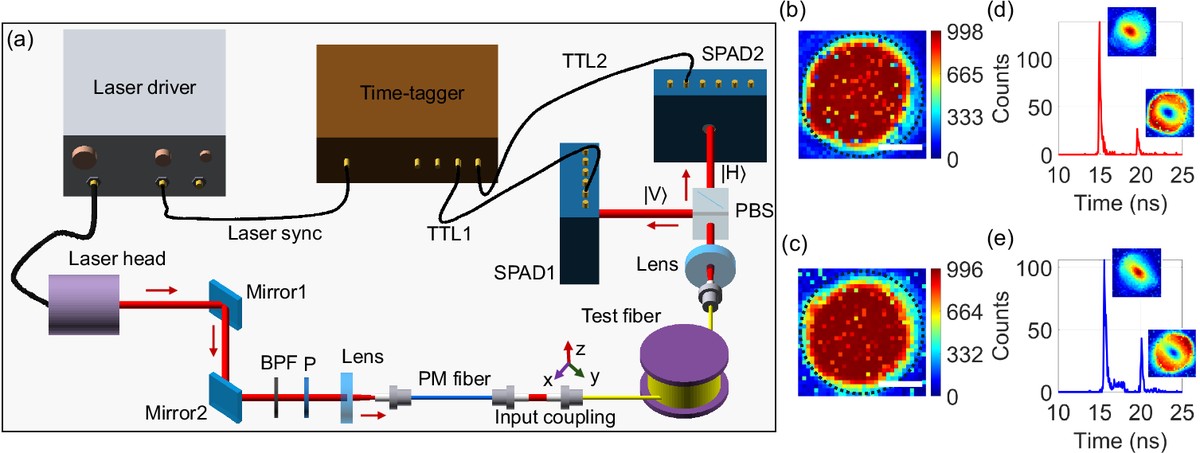 (a)
Laser driver
Time-tagger
TTL2
SPAD2
|H⟩
|V⟩
PBS
Laser sync
TTL1
SPAD1
Lens
Laser head
Mirror1
Test fiber
BPF P Lens
PM fiber
z
x y
Mirror2
Input coupling
(b)
998
665
333
0
Counts
(c)
996
664
332
0
Counts
(d)
100
50
0
10 15 20 25
Time (ns)
(e)
100
50
0
10 15 20 25
Time (ns)